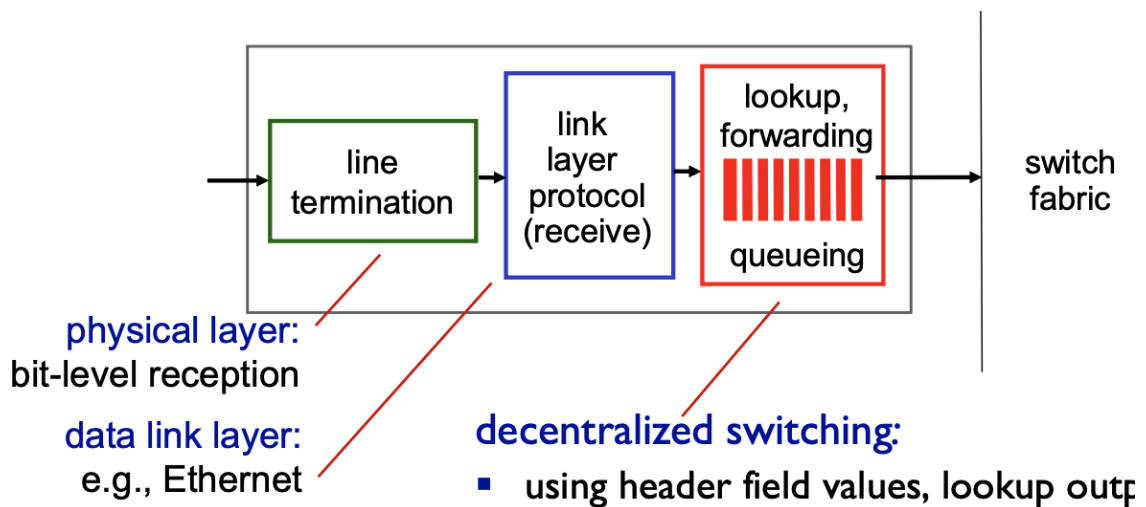 line
termination
link
layer
protocol
(receive)
lookup,
forwarding
queueing
switch
fabric
physical layer:
bit-level reception
data link layer:
e.g., Ethernet
decentralized switching:
▪ using header field values, lookup outp